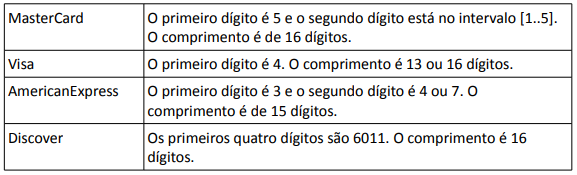 MasterCard O primeiro dígito é 5 e o segundo dígito está no intervalo [1..5].
O comprimento é de 16 dígitos.
Visa O primeiro dígito é 4. O comprimento é 13 ou 16 dígitos.
AmericanExpress O primeiro dígito é 3 e o segundo dígito é 4 ou 7. O
comprimento é de 15 dígitos.
Discover Os primeiros quatro dígitos são 6011. O comprimento é 16
dígitos.